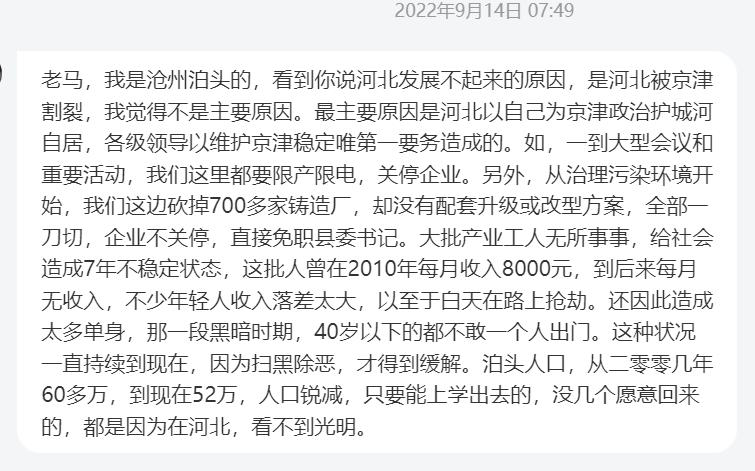 2022年9月14日 07:49
老马，我是沧州泊头的，看到你说河北发展不起来的原因，是河北被京津
割裂，我觉得不是主要原因。最主要原因是河北以自己为京津政治护城河
自居，各级领导以维护京津稳定唯第一要务造成的。如，一到大型会议和
重要活动，我们这里都要限产限电，关停企业。另外，从治理污染环境开
始，我们这边砍掉700多家铸造厂，却没有配套升级或改型方案，全部一
刀切，企业不关停，直接免职县委书记。大批产业工人无所事事，给社会
造成7年不稳定状态，这批人曾在2010年每月收入8000元，到后来每月
无收入，不少年轻人收入落差太大，以至于白天在路上抢劫。还因此造成
太多单身，那一段黑暗时期，40岁以下的都不敢一个人出门。这种状况
一直持续到现在，因为扫黑除恶，才得到缓解。泊头人口，从二零零几年
60多万，到现在52万，人口锐减，只要能上学出去的，没几个愿意回来
的，都是因为在河北，看不到光明。